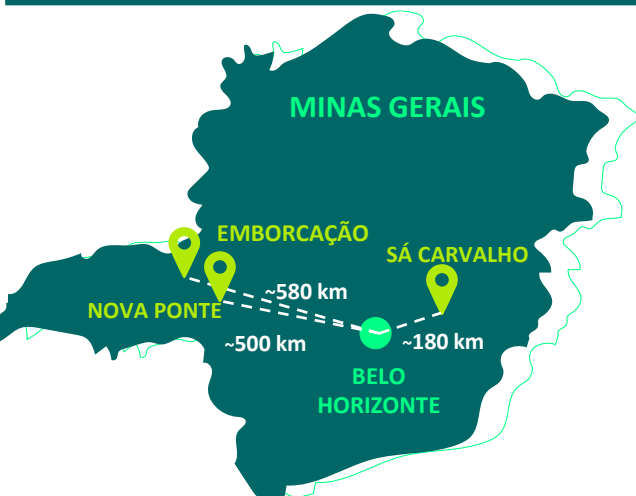 MINAS GERAIS
EMBORCAÇÃO
SÁ CARVALHO
~580 km
NOVA PONTE
~500 km
~180 km
BELO
HORIZONTE